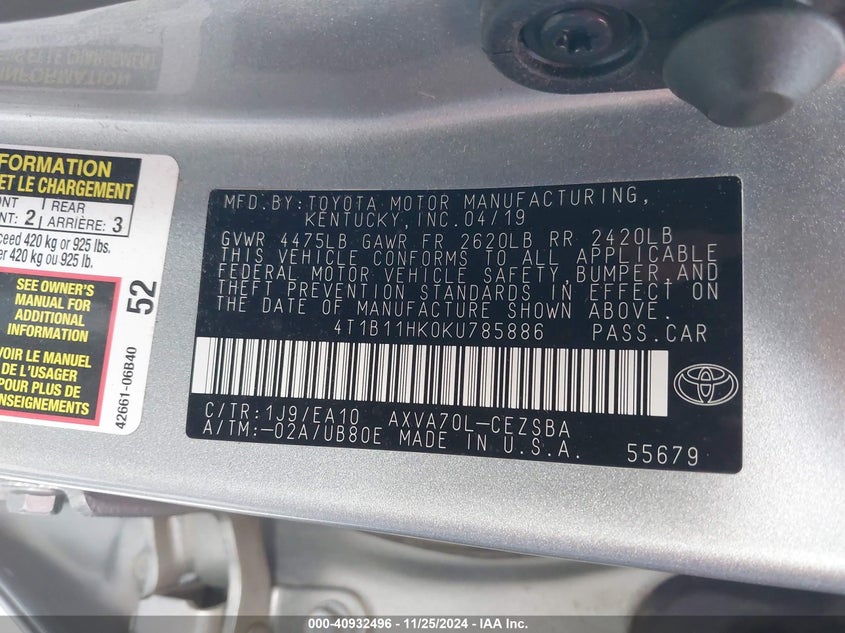 INFORMATION
ET LE CHARGEMENT
FORMATION
ET LE CHARGEMENT
REAR
2 ARRIÈRE: 3
420 kg or 925 lbs.
420 kg ou 925 lb.
SEE OWNER'S
MANUAL FOR
ADDITIONAL
INFORMATION
VOIR LE MANUEL
DE L'USAGER
POUR PLUS DE
52
42661-06B40
MFD.BY:TOYOTA MOTOR MANUFACTURING,
KENTUCKY,INC.04/19
GVWR 4475LB GAWR FR 2620LB RR 2420LB
THIS VEHICLE CONFORMS TO ALL APPLICABLE
FEDERAL MOTOR VEHICLE SAFETY,BUMPER,AND
THEFT PREVENTION STANDARDS IN EFFECT ON
THE DATE OF MANUFACTURE SHOWN ABOVE.
4T1B11HK0KU785886 PASS.CAR
C/TR:1J9/EA10 AXVA70L-CEZSBA
A/TM:-02A/UB80E MADE IN U.S.A.
55679
000-40932496 - 11/25/2024 - IAA Inc.